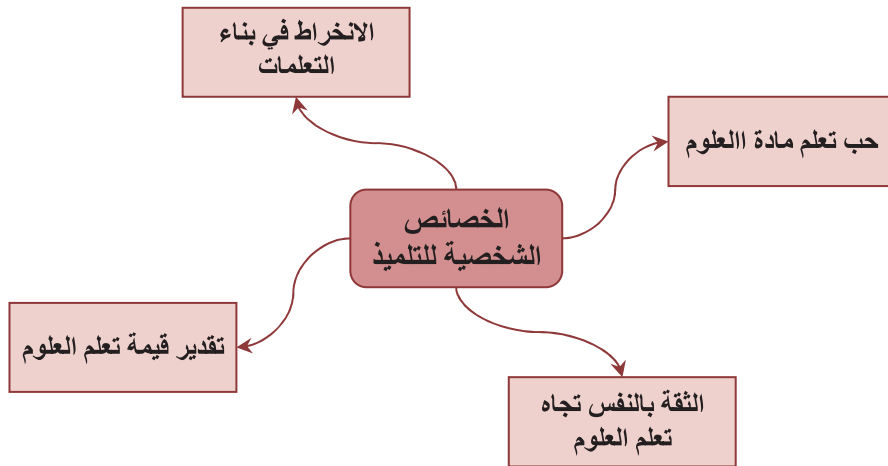 الانخراط في بناء
التعلمات
حب تعلم مادة االعلوم
الخصائص
الشخصية للتلميذ
تقدير قيمة تعلم العلوم
الثقة بالنفس تجاه
تعلم العلوم